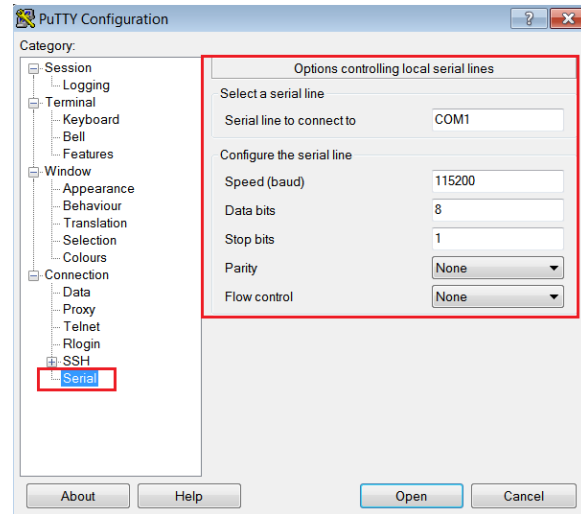 PuTTY Configuration
Category:
Session
Logging
Terminal
Keyboard
Bell
Features
Window
Appearance
Behaviour
Translation
Selection
Colours
Connection
Data
Proxy
Telnet
Rlogin
SSH
Serial
Options controlling local serial lines
Select a serial line
Serial line to connect to COM1
Configure the serial line
Speed (baud) 115200
Data bits 8
Stop bits 1
Parity None
Flow control None
About Help Open Cancel